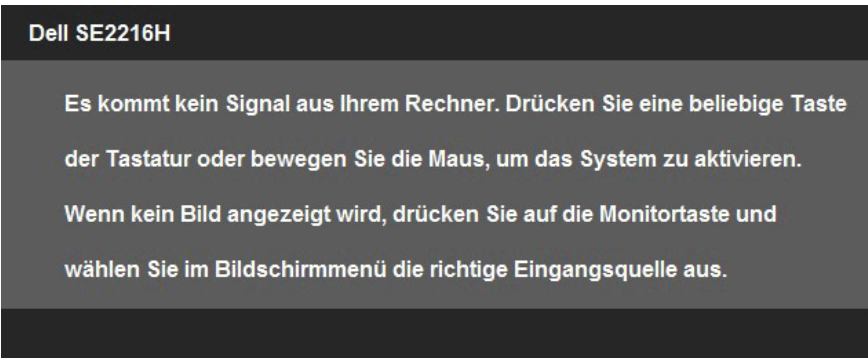 Dell SE2216H
Es kommt kein Signal aus Ihrem Rechner. Drücken Sie eine beliebige Taste
der Tastatur oder bewegen Sie die Maus, um das System zu aktivieren.
Wenn kein Bild angezeigt wird, drücken Sie auf die Monitortaste und
wählen Sie im Bildschirmmenü die richtige Eingangsquelle aus.